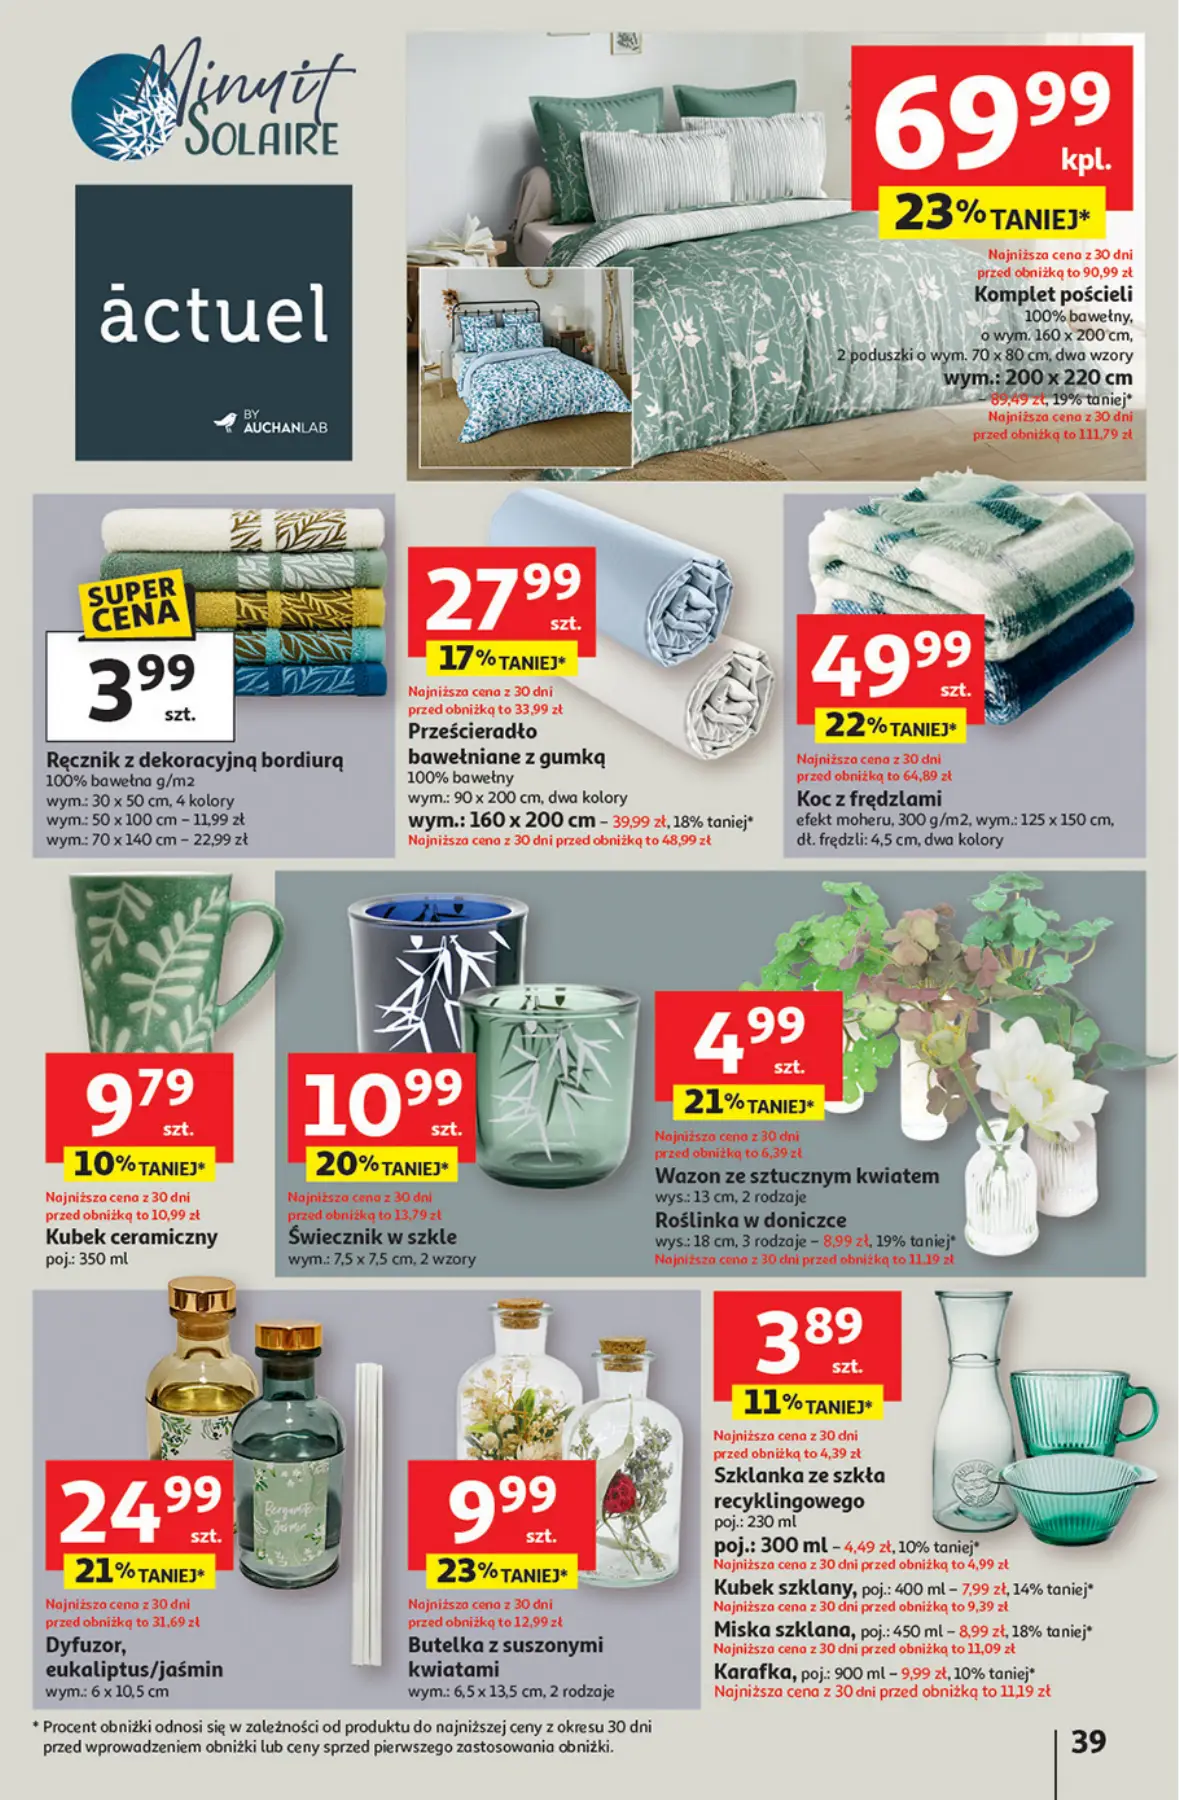 Minuit
SOLAIRE
actuel
BY
AUCHANLAB
69 99
kpl.
23% TANIEJ*
Najniższa cena z 30 dni
przed obniżką to 90,99 zł
Komplet pościeli
100% bawełny,
o wym. 160 x 200 cm,
2 poduszki o wym. 70 x 80 cm, dwa wzory
wym.: 200 x 220 cm
– 89,49 zł, 19% taniej*
Najniższa cena z 30 dni
przed obniżką to 111,79 zł
SUPER
CENA
3 99
szt.
Ręcznik z dekoracyjną bordiurą
100% bawełna g/m2
wym.: 30 x 50 cm, 4 kolory
wym.: 50 x 100 cm – 11,99 zł
wym.: 70 x 140 cm – 22,99 zł
27 99
szt.
17% TANIEJ*
Najniższa cena z 30 dni
przed obniżką to 33,99 zł
Prześcieradło
bawełniane z gumką
100% bawełny
wym.: 90 x 200 cm, dwa kolory
wym.: 160 x 200 cm – 39,99 zł, 18% taniej*
Najniższa cena z 30 dni przed obniżką to 48,99 zł
49 99
szt.
22% TANIEJ*
Najniższa cena z 30 dni
przed obniżką to 64,89 zł
Koc z frędzlami
efekt moheru, 300 g/m2, wym.: 125 x 150 cm,
dł. frędzli: 4,5 cm, dwa kolory
9 79
szt.
10% TANIEJ*
Najniższa cena z 30 dni
przed obniżką to 10,99 zł
Kubek ceramiczny
poj.: 350 ml
10 99
szt.
20% TANIEJ*
Najniższa cena z 30 dni
przed obniżką to 13,79 zł
Świecznik w szkle
wym.: 7,5 x 7,5 cm, 2 wzory
4 99
szt.
21% TANIEJ*
Najniższa cena z 30 dni
przed obniżką to 6,39 zł
Wazon ze sztucznym kwiatem
wys.: 13 cm, 2 rodzaje
Roślinka w doniczce
wys.: 18 cm, 3 rodzaje – 8,99 zł, 19% taniej*
Najniższa cena z 30 dni przed obniżką to 11,19 zł
Bergamot
Jasmin
24 99
szt.
21% TANIEJ*
Najniższa cena z 30 dni
przed obniżką to 31,69 zł
Dyfuzor,
eukaliptus/jaśmin
wym.: 6 x 10,5 cm
9 99
szt.
21% TANIEJ*
Najniższa cena z 30 dni
przed obniżką to 12,99 zł
Butelka z suszonymi
kwiatami
wym.: 6,5 x 13,5 cm, 2 rodzaje
3 89
szt.
11% TANIEJ*
Najniższa cena z 30 dni
przed obniżką to 4,39 zł
Szklanka ze szkła
recyklingowego
poj.: 230 ml
poj.: 300 ml – 4,49 zł, 10% taniej*
Najniższa cena z 30 dni przed obniżką to 4,99 zł
Kubek szklany, poj.: 400 ml – 7,99 zł, 14% taniej*
Najniższa cena z 30 dni przed obniżką to 9,39 zł
Miska szklana, poj.: 450 ml – 8,99 zł, 18% taniej*
Najniższa cena z 30 dni przed obniżką to 11,09 zł
Karafka, poj.: 900 ml – 9,99 zł, 10% taniej*
Najniższa cena z 30 dni przed obniżką to 11,19 zł
* Procent obniżki odnosi się w zależności od produktu do najniższej ceny z okresu 30 dni
przed wprowadzeniem obniżki lub ceny sprzed pierwszego zastosowania obniżki.
39